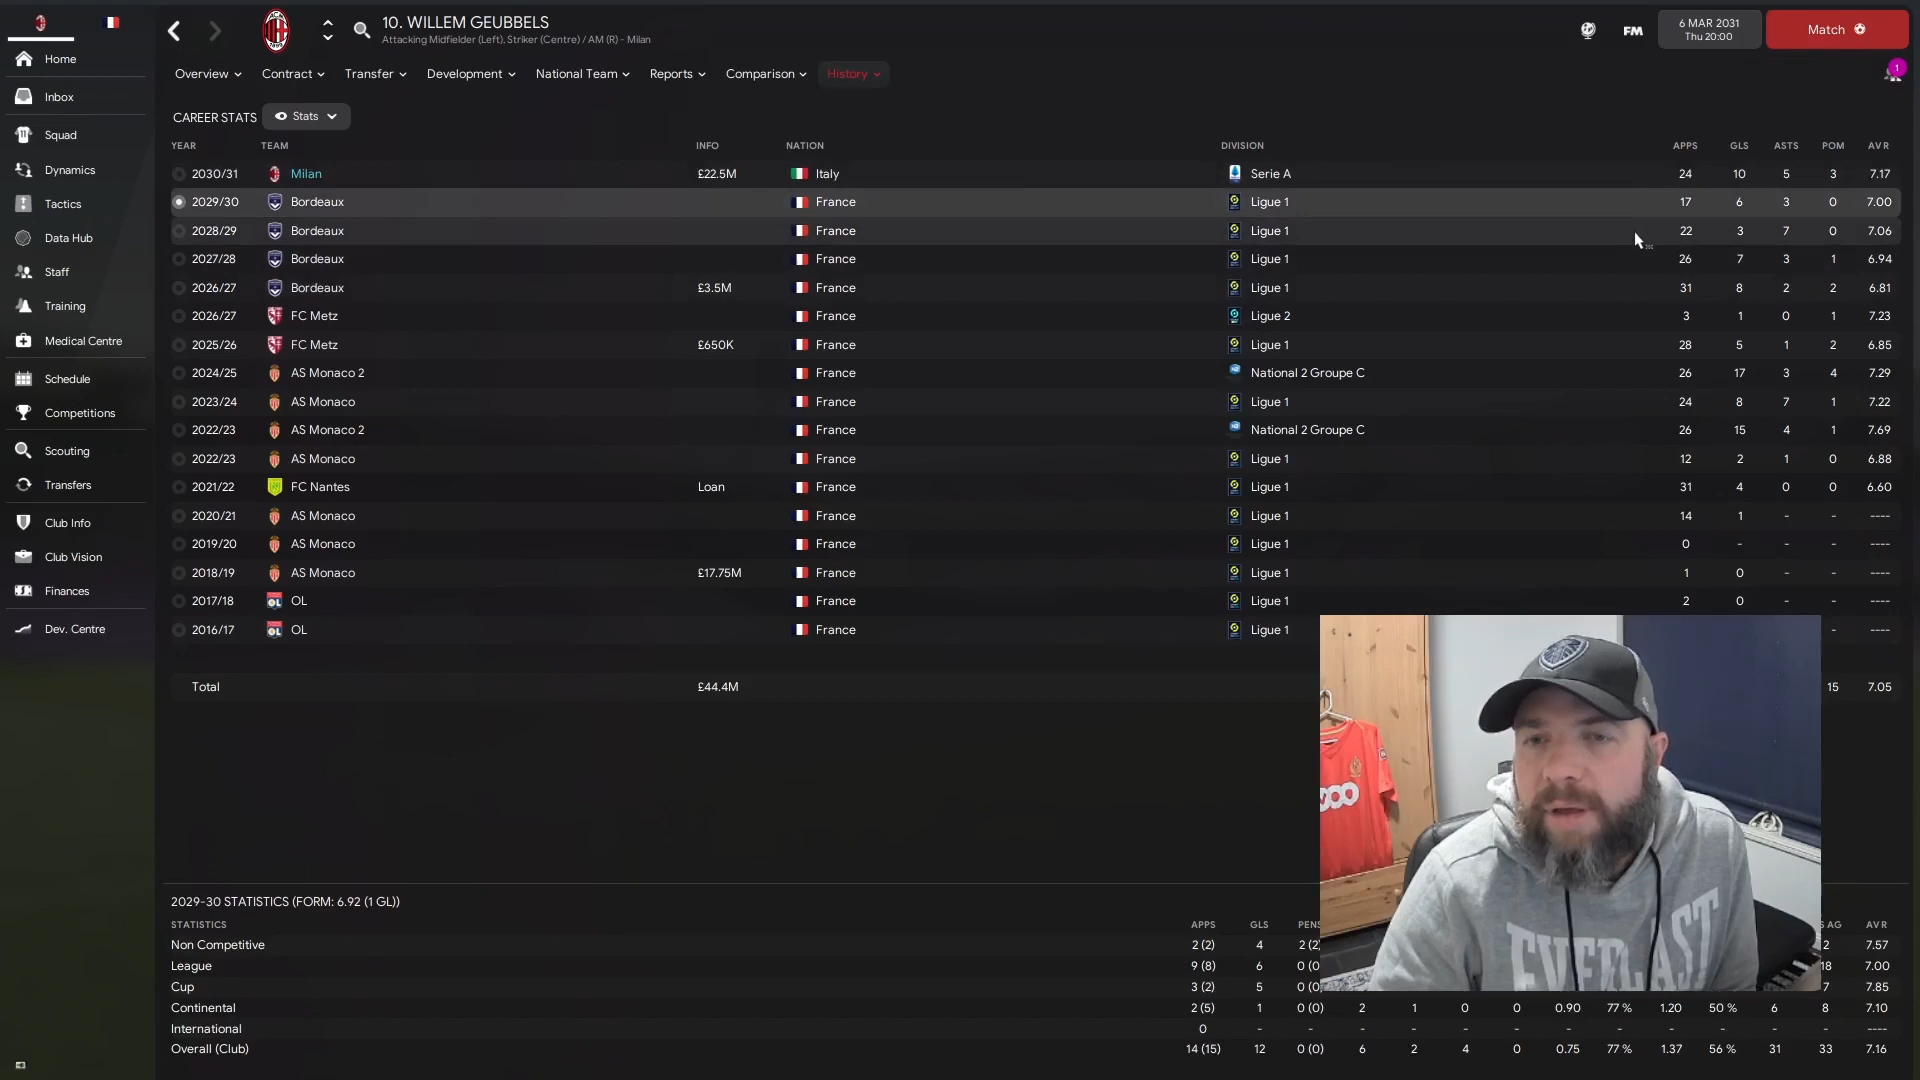 10. WILLEM GEUBBELS
Attacking Midfielder (Left), Striker (Centre) / AM (R) - Milan
FM
6 MAR 2031
Thu 20:00
Match
Overview Contract Transfer Development National Team Reports Comparison History
1
Home
Inbox
Squad
Dynamics
Tactics
Data Hub
Staff
Training
Medical Centre
Schedule
Competitions
Scouting
Transfers
Club Info
Club Vision
Finances
Dev. Centre
CAREER STATS Stats
YEAR TEAM INFO NATION DIVISION APPS GLS ASTS POM AV R
2030/31 Milan £22.5M Italy Serie A 24 10 5 3 7.17
2029/30 Bordeaux France Ligue 1 17 6 3 0 7.00
2028/29 Bordeaux France Ligue 1 22 3 7 0 7.06
2027/28 Bordeaux France Ligue 1 26 7 3 1 6.94
2026/27 Bordeaux £3.5M France Ligue 1 31 8 2 2 6.81
2026/27 FC Metz France Ligue 2 3 1 0 1 7.23
2025/26 FC Metz £650K France Ligue 1 28 5 1 2 6.85
2024/25 AS Monaco 2 France National 2 Groupe C 26 17 3 4 7.29
2023/24 AS Monaco France Ligue 1 24 8 7 1 7.22
2022/23 AS Monaco 2 France National 2 Groupe C 26 15 4 1 7.69
2022/23 AS Monaco France Ligue 1 12 2 1 0 6.88
2021/22 FC Nantes Loan France Ligue 1 31 4 0 0 6.60
2020/21 AS Monaco France Ligue 1 14 1 - - ----
2019/20 AS Monaco France Ligue 1 0 - - - ----
2018/19 AS Monaco £17.75M France Ligue 1 1 0 - - ----
2017/18 OL France Ligue 1 2 0 - - ----
2016/17 OL France Ligue 1 - ----
Total £44.4M 15 7.05
EVERLAST
2029-30 STATISTICS (FORM: 6.92 (1 GL))
STATISTICS APPS GLS PENS AG AV R
Non Competitive 2 (2) 4 2 (2) 2 7.57
League 9 (8) 6 0 (0) 18 7.00
Cup 3 (2) 5 0 (0) 7 7.85
Continental 2 (5) 1 0 (0) 2 1 0 0 0.90 77 % 1.20 50 % 6 8 7.10
International 0 - - - - - - - - - - - - ----
Overall (Club) 14 (15) 12 0 (0) 6 2 4 0 0.75 77 % 1.37 56 % 31 33 7.16